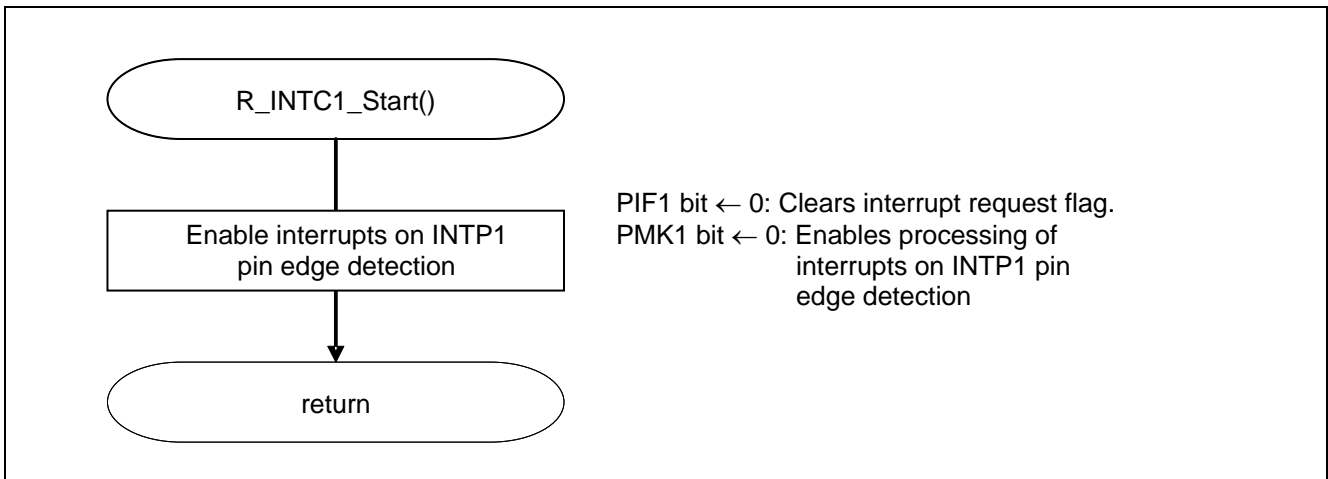 R_INTC1_Start()
Enable interrupts on INTP1
pin edge detection
PIF1 bit ← 0: Clears interrupt request flag.
PMK1 bit ← 0: Enables processing of
interrupts on INTP1 pin
edge detection
return